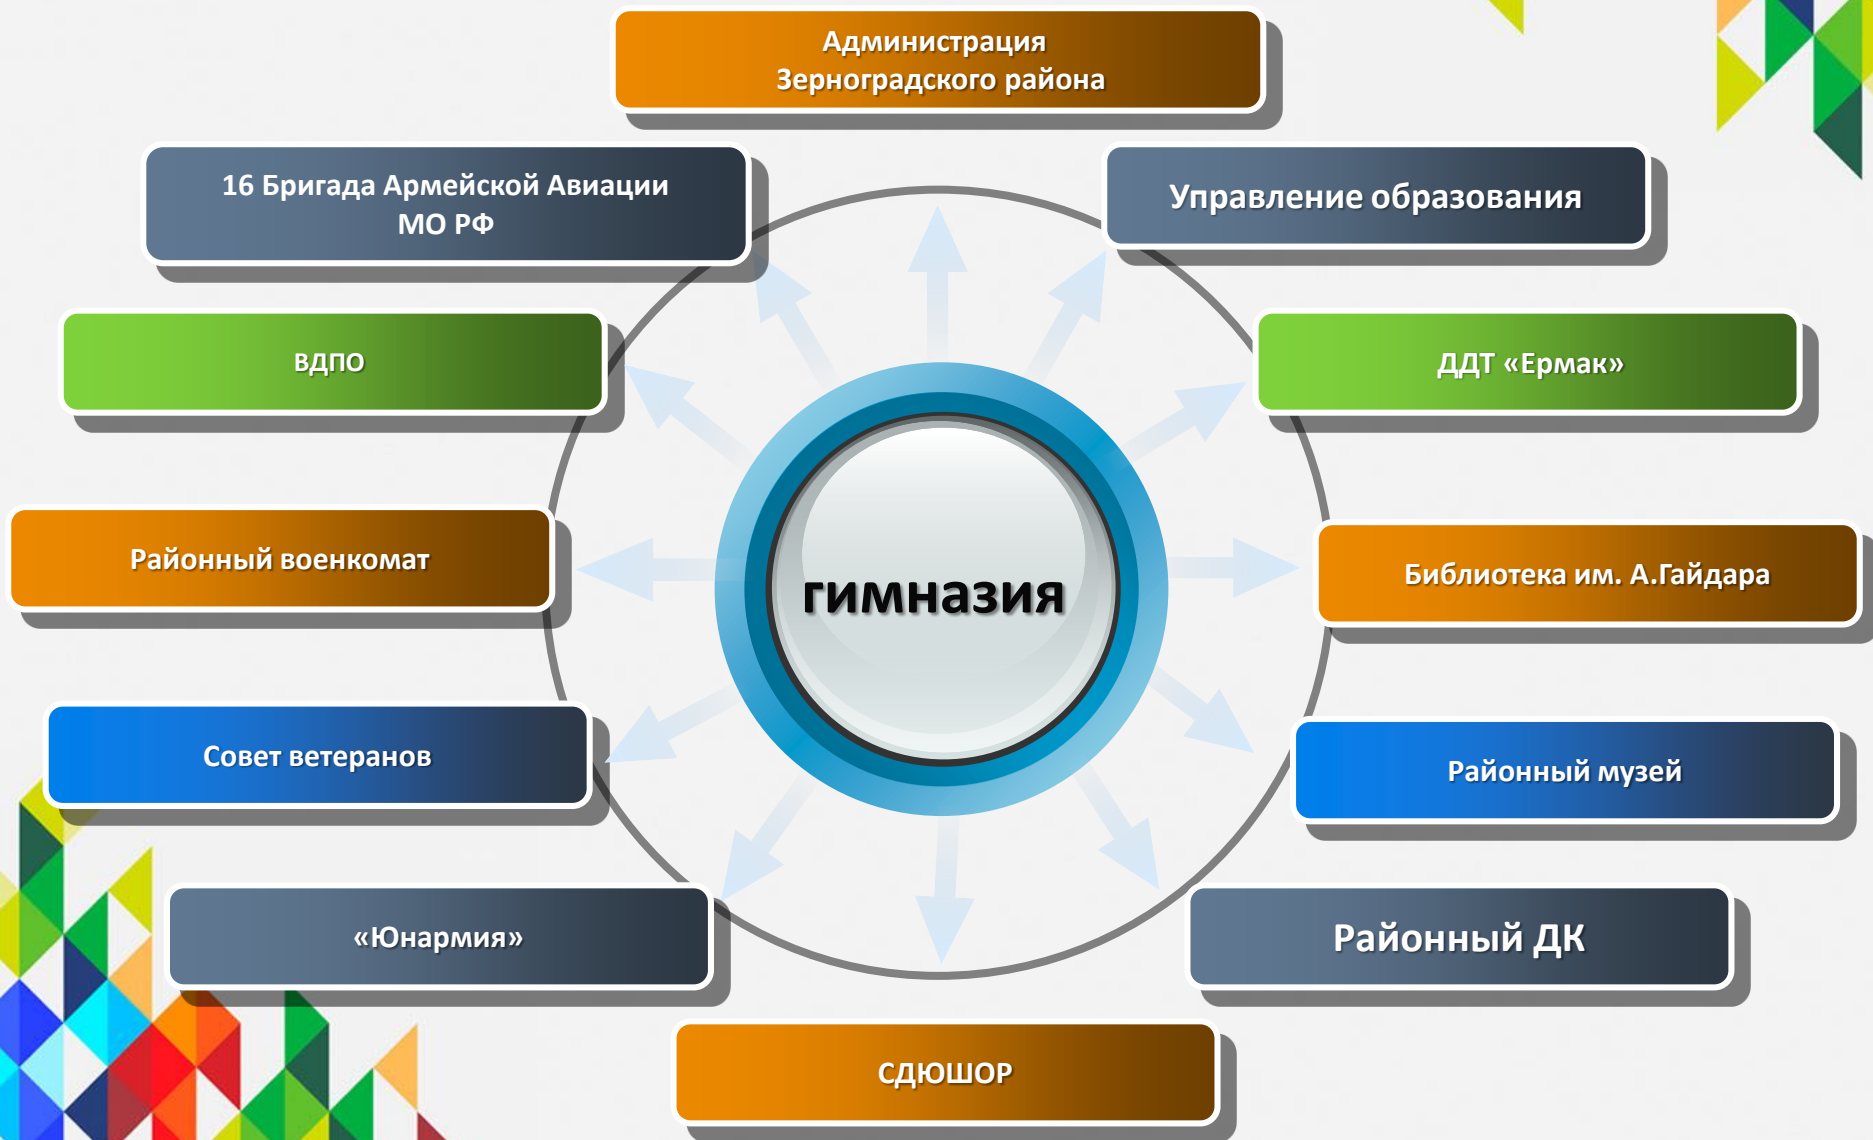 Администрация
Зерноградского района
16 Бригада Армейской Авиации
МО РФ
Управление образования
ВДПО
ДДТ «Ермак»
Районный военкомат
гимназия
Библиотека им. А.Гайдара
Совет ветеранов
Районный музей
«Юнармия»
Районный ДК
СДЮШОР